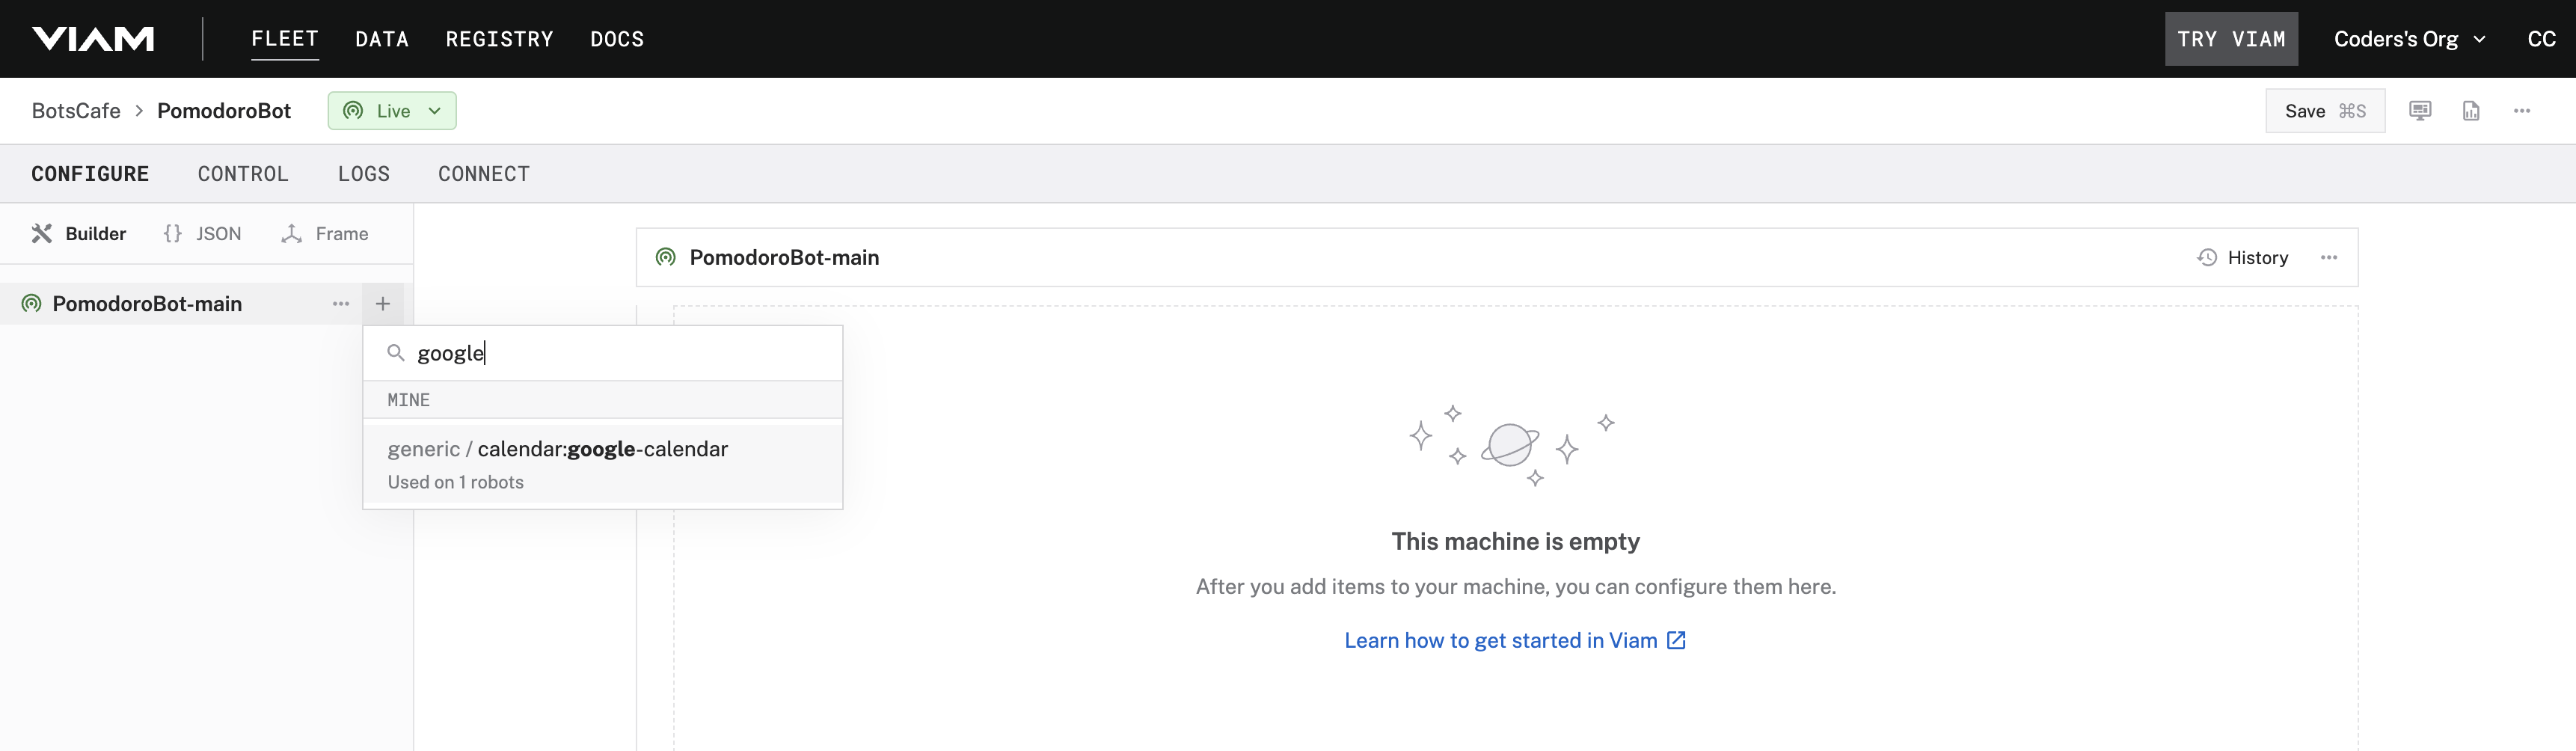 VIAM FLEET DATA REGISTRY DOCS TRY VIAM Coders's Org CC
BotsCafe > PomodoroBot Live Save ⌘S
CONFIGURE CONTROL LOGS CONNECT
Builder {} JSON Frame
PomodoroBot-main History
PomodoroBot-main
google
MINE
generic / calendar:google-calendar
Used on 1 robots
This machine is empty
After you add items to your machine, you can configure them here.
Learn how to get started in Viam